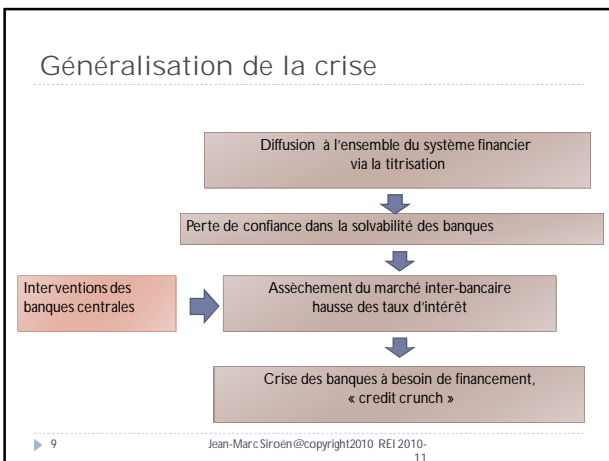 Généralisation de la crise
Diffusion à l'ensemble du système financier
via la titrisation
Perte de confiance dans la solvabilité des banques
Interventions des
banques centrales
Assèchement du marché inter-bancaire
hausse des taux d'intérêt
Crise des banques à besoin de financement,
« credit crunch »
9
Jean-Marc Siroën@copyright2010 REI 2010-
11